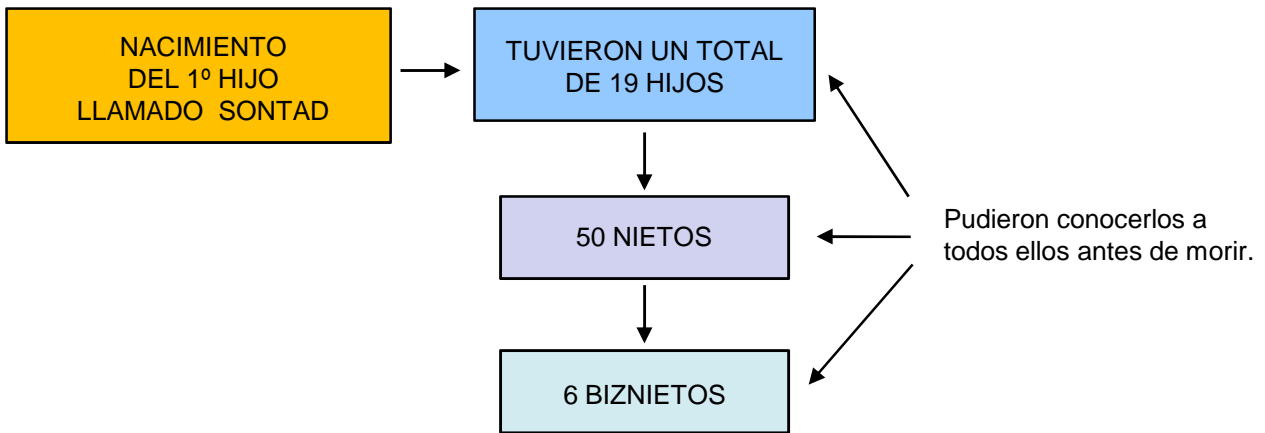 NACIMIENTO
DEL 1º HIJO
LLAMADO SONTAD
TUVIERON UN TOTAL
DE 19 HIJOS
50 NIETOS
Pudieron conocerlos a
todos ellos antes de morir.
6 BIZNIETOS